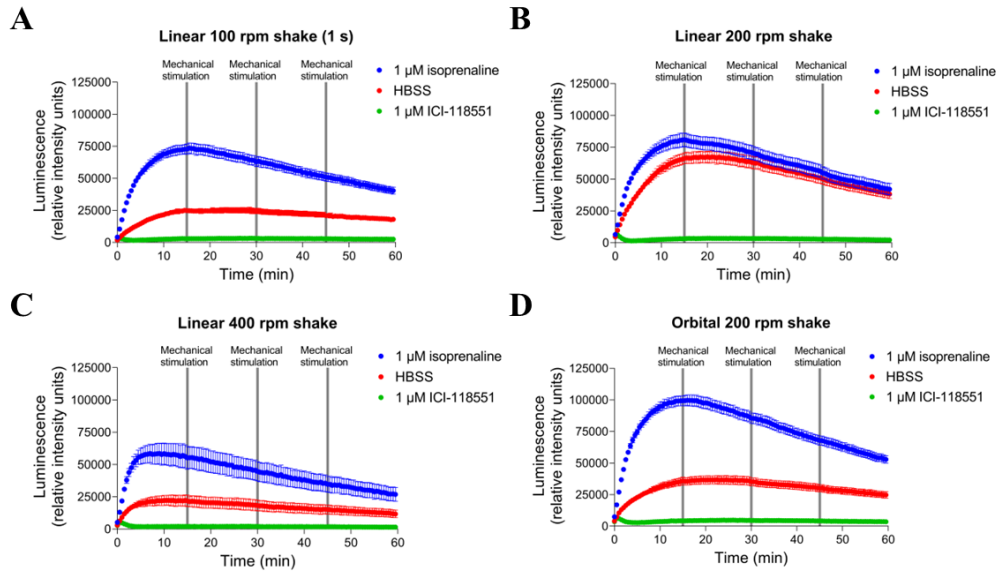 A
Linear 100 rpm shake (1 s)
Mechanical stimulation
Mechanical stimulation
Mechanical stimulation
1 µM isoprenaline
HBSS
1 µM ICI-118551
Luminescence
(relative intensity units)
125000
100000
75000
50000
25000
0
0 10 20 30 40 50 60
Time (min)
B
Linear 200 rpm shake
Mechanical stimulation
Mechanical stimulation
Mechanical stimulation
1 µM isoprenaline
HBSS
1 µM ICI-118551
Luminescence
(relative intensity units)
125000
100000
75000
50000
25000
0
0 10 20 30 40 50 60
Time (min)
C
Linear 400 rpm shake
Mechanical stimulation
Mechanical stimulation
Mechanical stimulation
1 µM isoprenaline
HBSS
1 µM ICI-118551
Luminescence
(relative intensity units)
125000
100000
75000
50000
25000
0
0 10 20 30 40 50 60
Time (min)
D
Orbital 200 rpm shake
Mechanical stimulation
Mechanical stimulation
Mechanical stimulation
1 µM isoprenaline
HBSS
1 µM ICI-118551
Luminescence
(relative intensity units)
125000
100000
75000
50000
25000
0
0 10 20 30 40 50 60
Time (min)